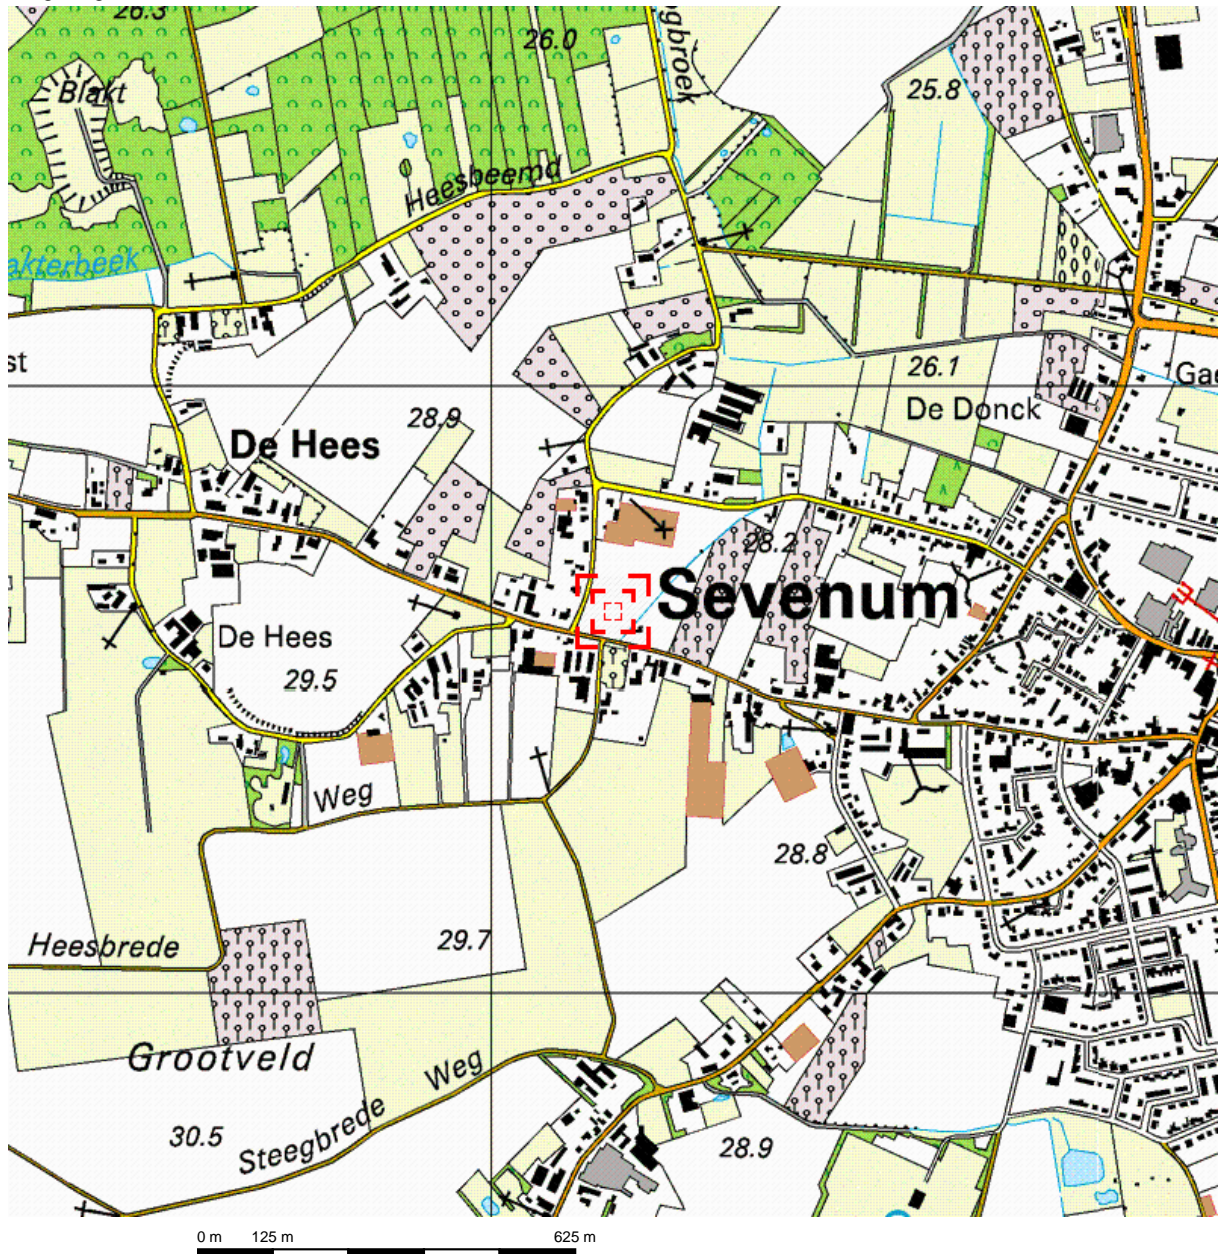 26.3
26.0
Blakt
gbroek
25.8
Heesbeemd
akterbeek
st
26.1
Gae
28.9
De Donck
De Hees
28.2
Sevenum
De Hees
29.5
Weg
28.8
Heesbrede
29.7
Grootveld
Weg
Steegbrede
30.5
28.9
0 m 125 m 625 m